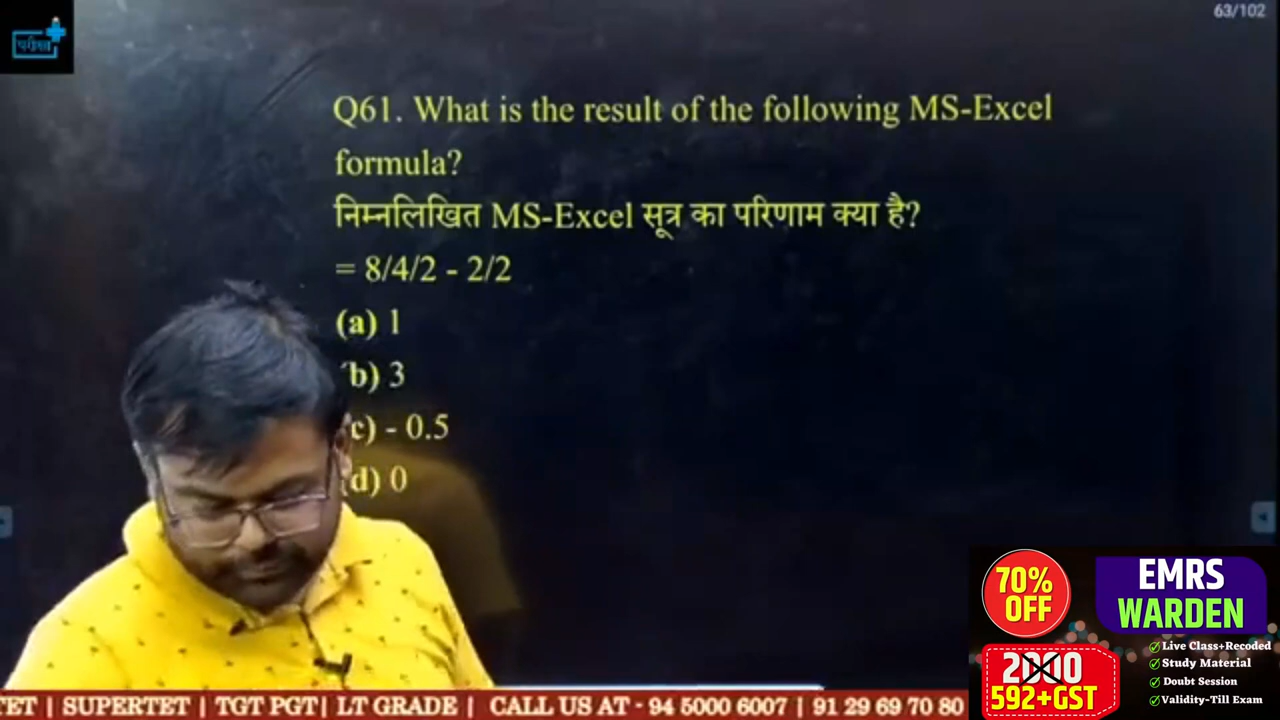 63/102
परीक्षा
Q61. What is the result of the following MS-Excel
formula?
निम्नलिखित MS-Excel सूत्र का परिणाम क्या है?
= 8/4/2 - 2/2
(a) 1
(b) 3
(c) - 0.5
(d) 0
70%
OFF
EMRS
WARDEN
2000
592+GST
Live Class+Recoded
Study Material
Doubt Session
Validity-Till Exam
TET | SUPERTET | TGT PGT LT GRADE | CALL US AT - 94 5000 6007 | 91 29 69 70 80